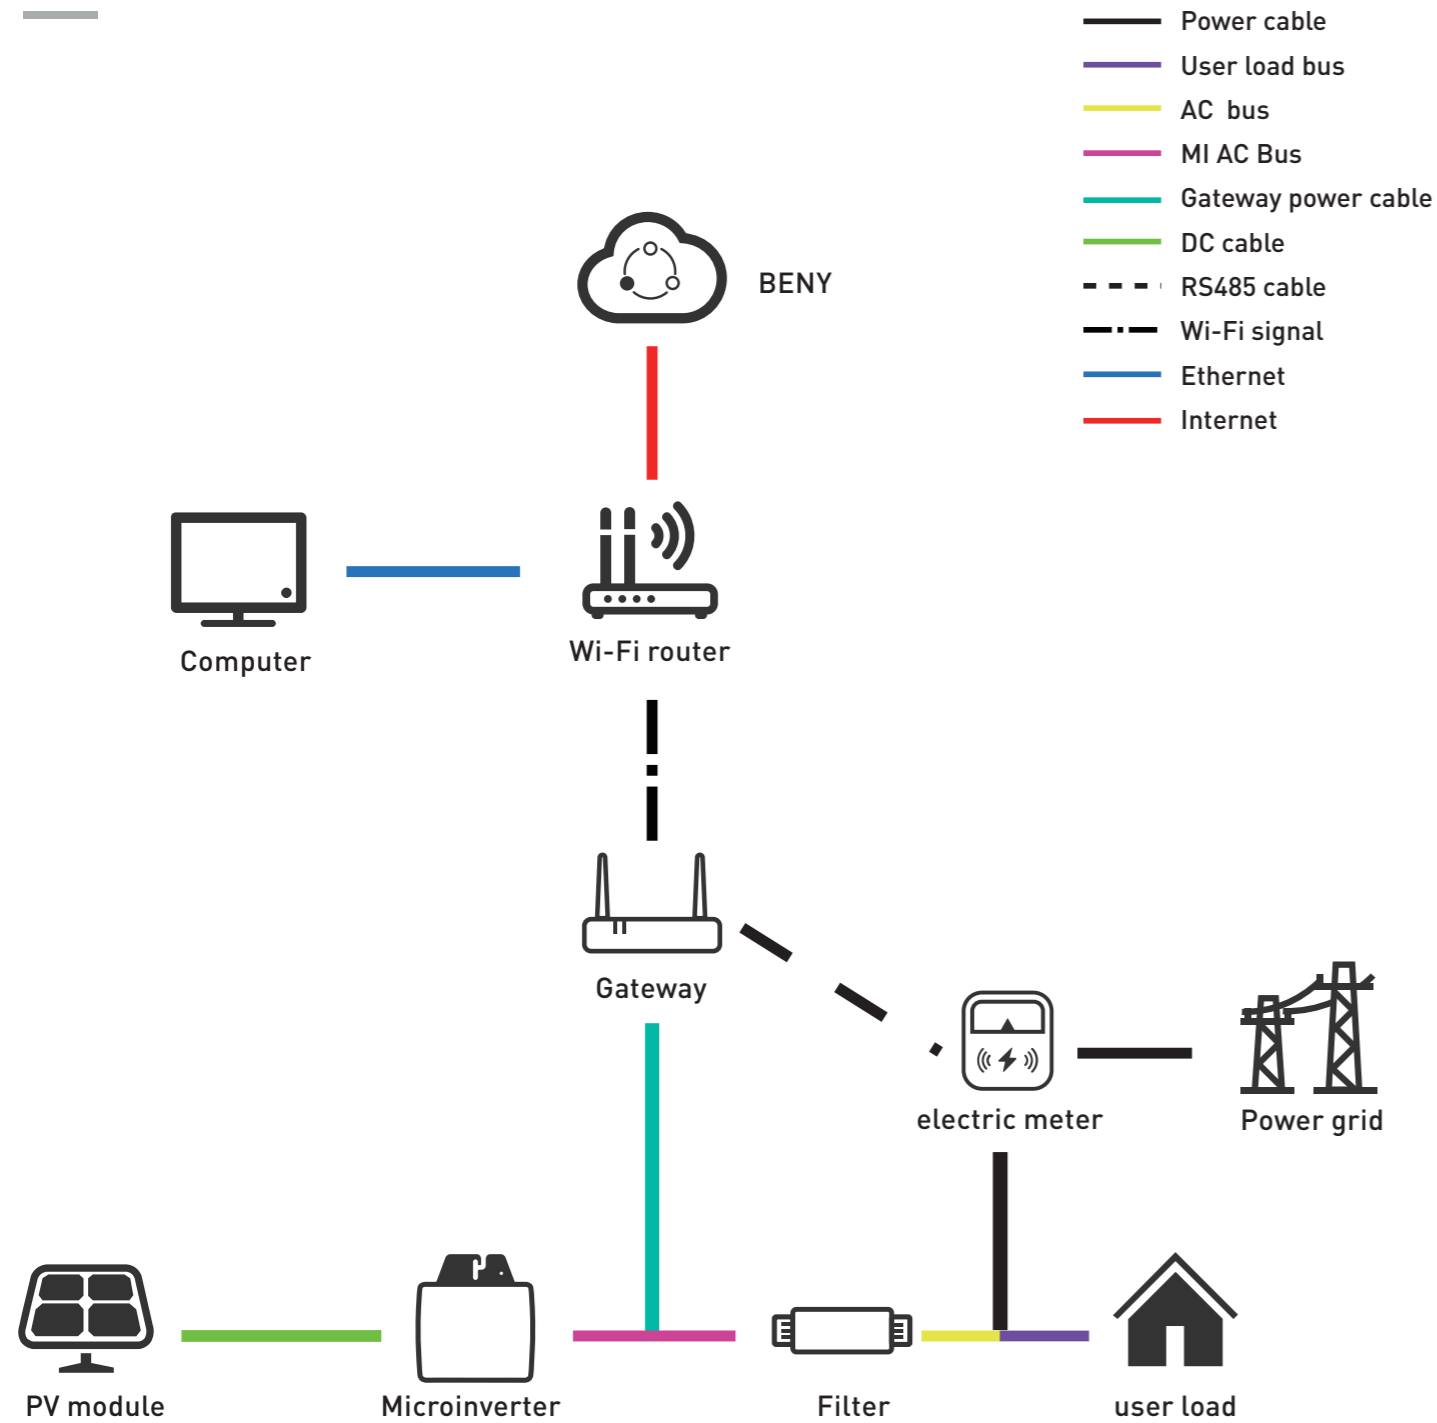 Power cable
User load bus
AC bus
MI AC Bus
Gateway power cable
DC cable
RS485 cable
Wi-Fi signal
Ethernet
Internet
BENY
Computer
Wi-Fi router
Gateway
electric meter
Power grid
PV module
Microinverter
Filter
user load